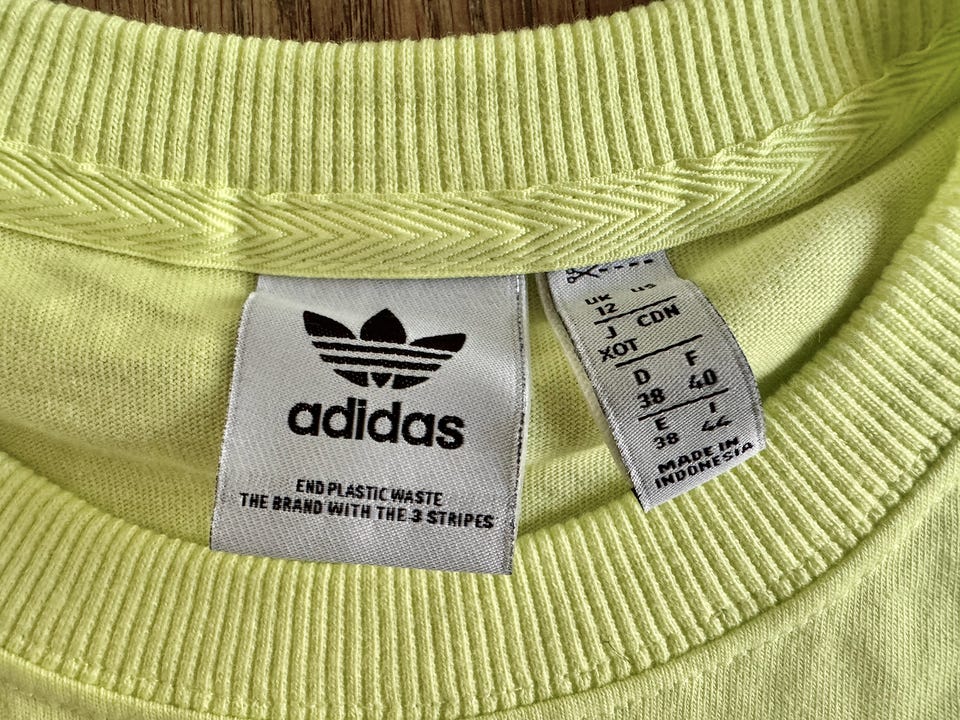 adidas
END PLASTIC WASTE
THE BRAND WITH THE 3 STRIPES
UK US
12
J CDN
XOT
D F
38 40
E I
38 44
MADE IN
INDONESIA